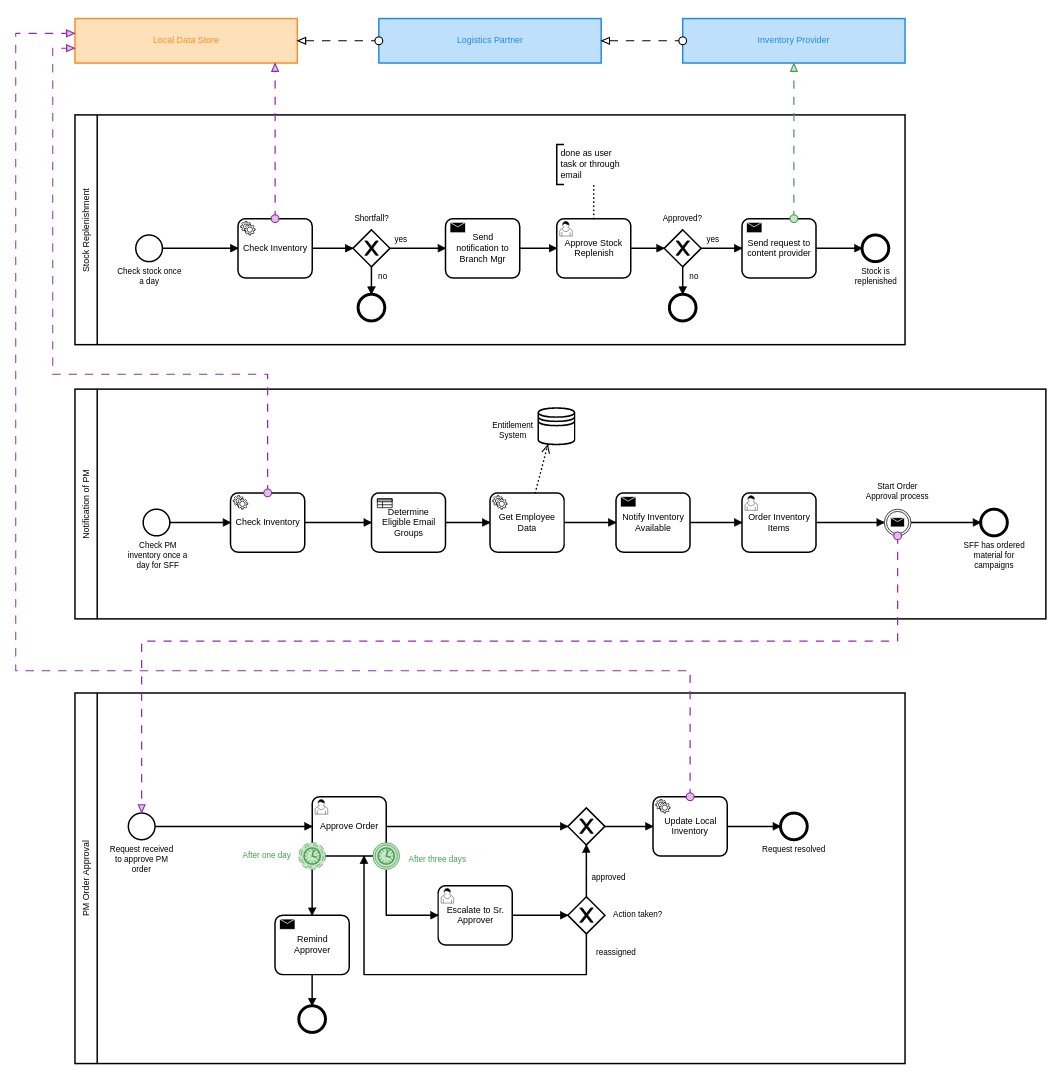 Local Data Store
Logistics Partner
Inventory Provider
Stock Replenishment
done as user
task or through
email
Check stock once
a day
Check Inventory
Shortfall?
yes
no
Send
notification to
Branch Mgr
Approve Stock
Replenish
Approved?
yes
no
Send request to
content provider
Stock is
replenished
Notification of PM
Entitlement
System
Check PM
inventory once a
day for SFF
Check Inventory
Determine
Eligible Email
Groups
Get Employee
Data
Notify Inventory
Available
Order Inventory
Items
Start Order
Approval process
SFF has ordered
material for
campaigns
PM Order Approval
Request received
to approve PM
order
Approve Order
After one day
After three days
Remind
Approver
Escalate to Sr.
Approver
approved
Action taken?
reassigned
Update Local
Inventory
Request resolved